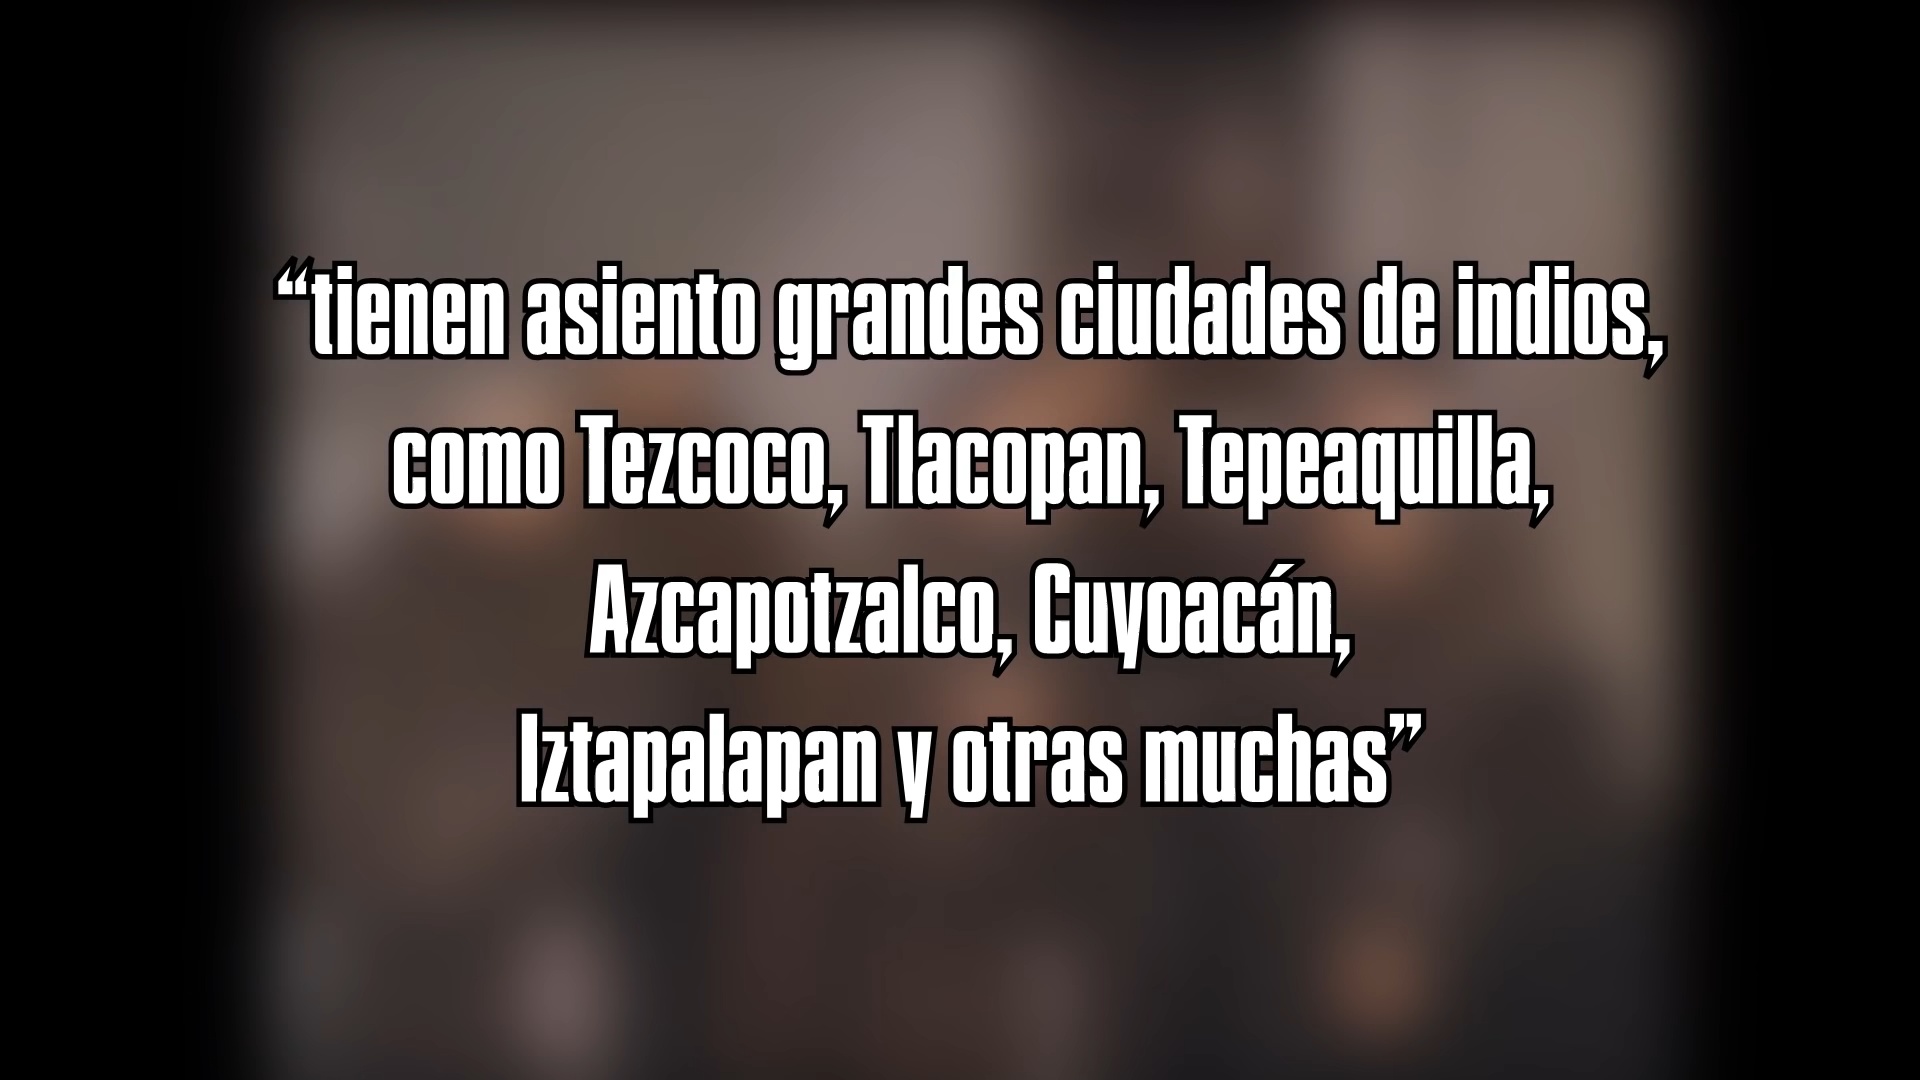 “tienen asiento grandes ciudades de indios,
como Tezcoco, Tlacopan, Tepeaquilla,
Azcapotzalco, Cuyoacán,
Iztapalapan y otras muchas”